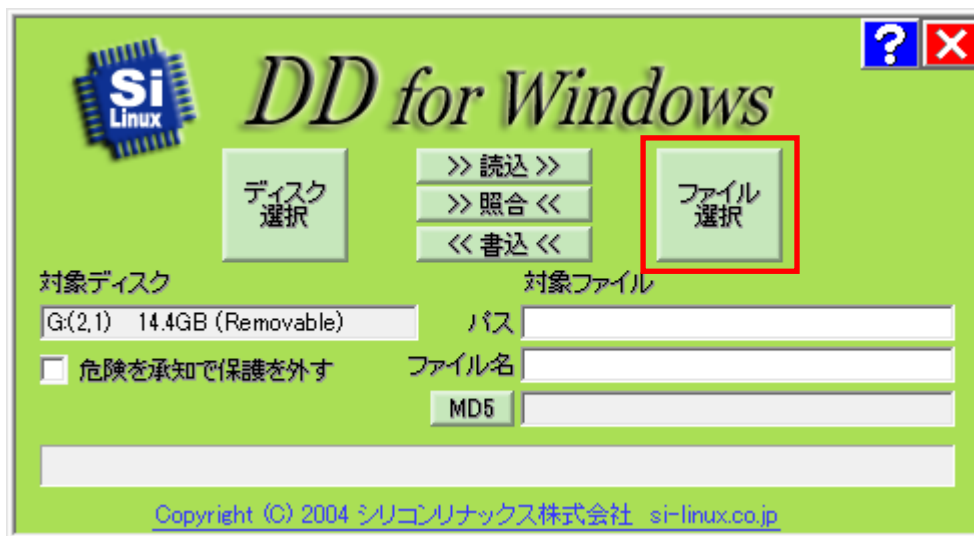 ?
Si
Linux
DD for Windows
ディスク
選択
>> 読込 >>
>> 照合 <<
<< 書込 <<
ファイル
選択
対象ディスク
対象ファイル
G:(2,1) 14.4GB (Removable)
パス
危険を承知で保護を外す
ファイル名
MD5
Copyright (C) 2004 シリコンリナックス株式会社 si-linux.co.jp